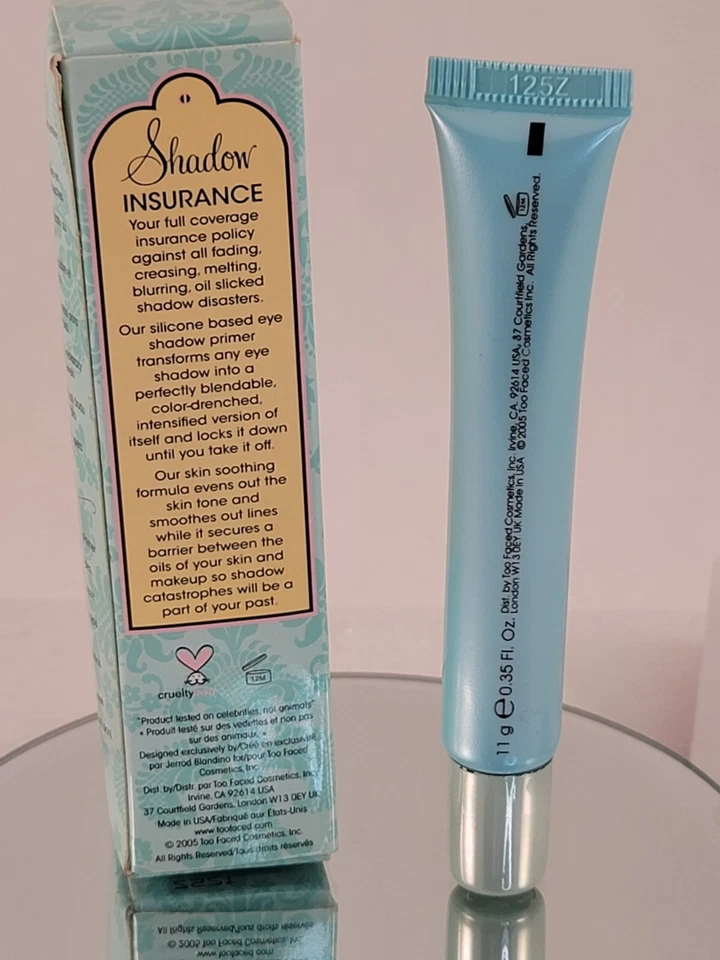 Shadow
INSURANCE
Your full coverage
insurance policy
against all fading,
creasing, melting,
blurring, oil slicked
shadow disasters.
Our silicone based eye
shadow primer
transforms any eye
shadow into a
perfectly blendable,
color-drenched,
intensified version of
itself and locks it down
until you take it off.
Our skin soothing
formula evens out the
skin tone and
smoothes out lines
while it secures a
barrier between the
oils of your skin and
makeup so shadow
catastrophes will be a
part of your past.
cruelty free!
12M
"Product tested on celebrities, not animals"
« Produit testé sur des vedettes et non pas
sur des animaux. »
Designed exclusively by/Créé en exclusivité
par Jerrod Blandino for/pour Too Faced
Cosmetics, Inc.
Dist. by/Distr. par Too Faced Cosmetics, Inc.
Irvine, CA 92614 USA
37 Courtfield Gardens, London W13 0EY UK
Made in USA/Fabriqué aux États-Unis
www.toofaced.com
© 2005 Too Faced Cosmetics, Inc.
All Rights Reserved/Tous droits réservés
125Z
12M
11 g e 0.35 Fl. Oz.
Dist. by Too Faced Cosmetics, Inc. Irvine, CA. 92614 USA, 37 Courtfield Gardens,
London W13 0EY UK Made in USA © 2005 Too Faced Cosmetics Inc. All Rights Reserved.